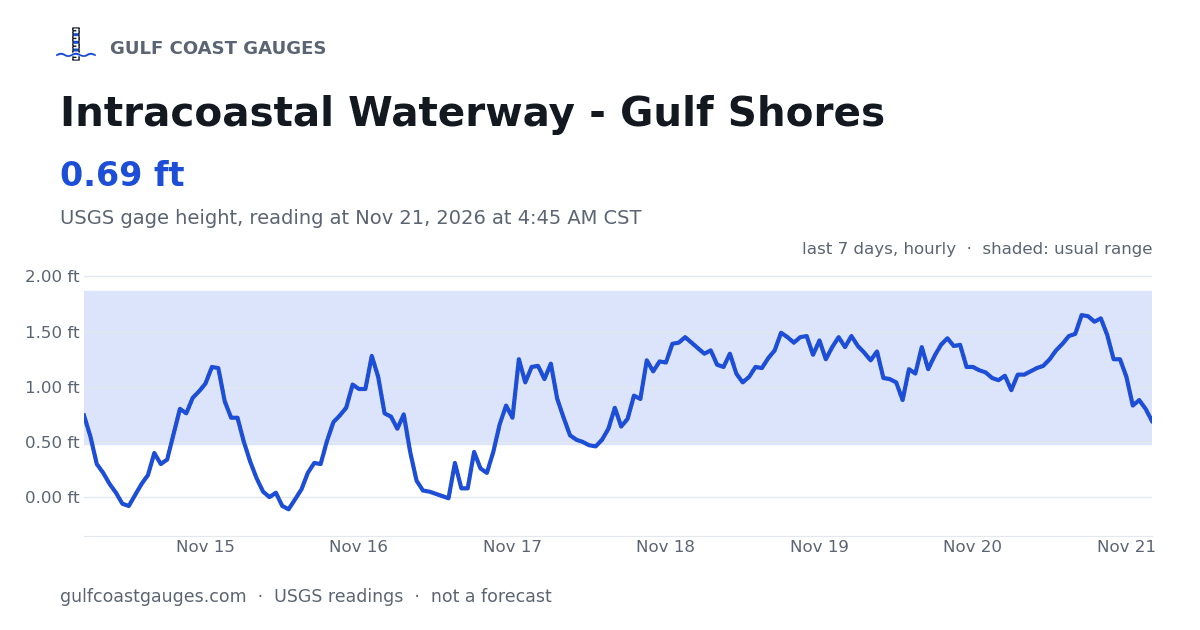 GULF COAST GAUGES
Intracoastal Waterway - Gulf Shores
0.69 ft
USGS gage height, reading at Nov 21, 2026 at 4:45 AM CST
last 7 days, hourly · shaded: usual range
2.00 ft
1.50 ft
1.00 ft
0.50 ft
0.00 ft
Nov 15 Nov 16 Nov 17 Nov 18 Nov 19 Nov 20 Nov 21
gulfcoastgauges.com · USGS readings · not a forecast